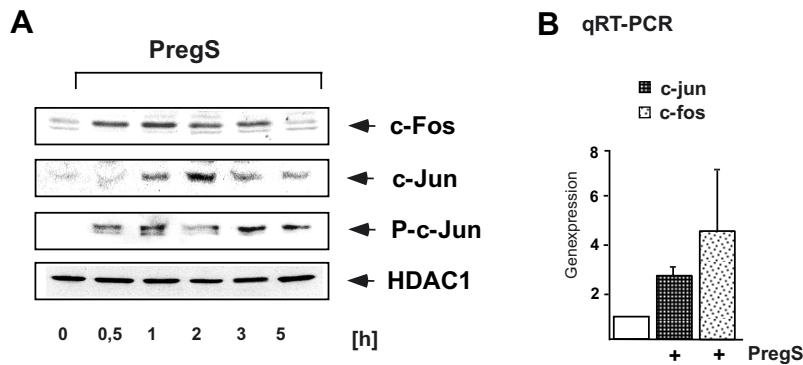 A
PregS
c-Fos
c-Jun
P-c-Jun
HDAC1
0 0,5 1 2 3 5 [h]
B qRT-PCR
c-jun
c-fos
Genexpression
8
6
4
2
+ + PregS